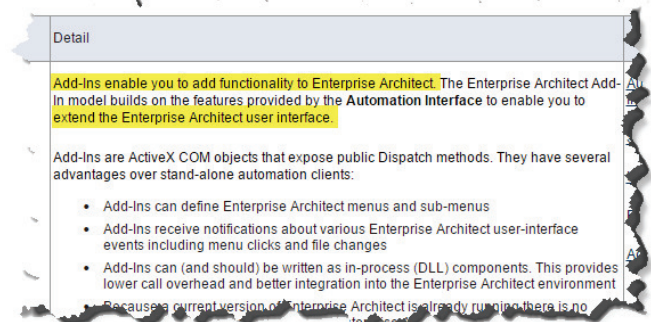 Detail
Add-Ins enable you to add functionality to Enterprise Architect. The Enterprise Architect Add-
In model builds on the features provided by the Automation Interface to enable you to
extend the Enterprise Architect user interface.
Add-Ins are ActiveX COM objects that expose public Dispatch methods. They have several
advantages over stand-alone automation clients:
• Add-Ins can define Enterprise Architect menus and sub-menus
• Add-Ins receive notifications about various Enterprise Architect user-interface
events including menu clicks and file changes
• Add-Ins can (and should) be written as in-process (DLL) components. This provides
lower call overhead and better integration into the Enterprise Architect environment
• Because a current version of Enterprise Architect is already running there is no